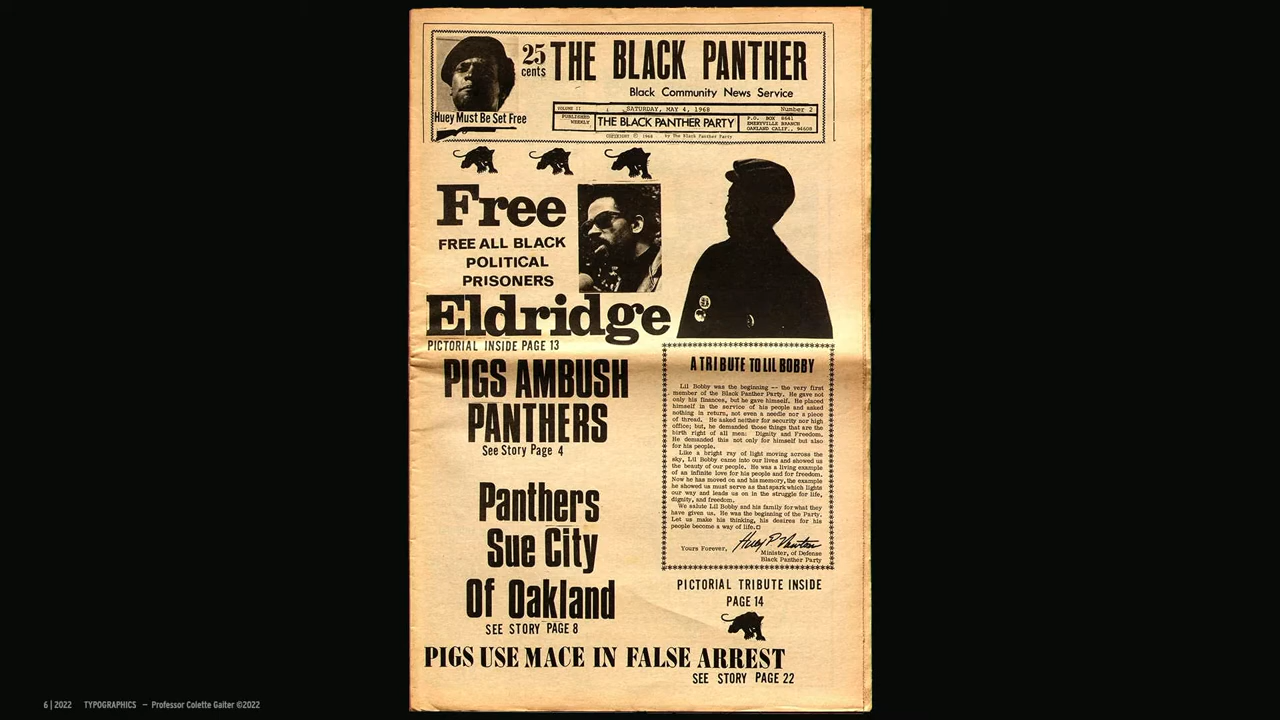 25 cents
THE BLACK PANTHER
Black Community News Service
Huey Must Be Set Free
VOLUME II
SATURDAY, MAY 4, 1968
Number 2
PUBLISHED
WEEKLY
THE BLACK PANTHER PARTY
P.O. BOX 8641
EMERYVILLE BRANCH
OAKLAND CALIF., 94608
COPYRIGHT © 1968 by The Black Panther Party
Free
FREE ALL BLACK
POLITICAL
PRISONERS
Eldridge
PICTORIAL INSIDE PAGE 13
PIGS AMBUSH
PANTHERS
See Story Page 4
Panthers
Sue City
Of Oakland
SEE STORY PAGE 8
A TRIBUTE TO LIL BOBBY
Lil Bobby was the beginning -- the very first
member of the Black Panther Party. He gave not
only his finances, but he gave himself. He placed
himself in the service of his people and asked
nothing in return, not even a needle nor a piece
of thread. He asked neither for security nor high
office; but, he demanded those things that are the
birth right of all men: Dignity and Freedom.
He demanded this not only for himself but also
for his people.
Like a bright ray of light moving across the
sky, Lil Bobby came into our lives and showed us
the beauty of our people. He was a living example
of an infinite love for his people and for freedom.
Now he has moved on and his memory, the example
he showed us must serve as that spark which lights
our way and leads us on in the struggle for life,
dignity, and freedom.
We salute Lil Bobby and his family for what they
have given us. He was the beginning of the Party.
Let us make his thinking, his desires for his
people become a way of life.
Yours Forever, Huey P Newton
Minister, of Defense
Black Panther Party
PICTORIAL TRIBUTE INSIDE
PAGE 14
PIGS USE MACE IN FALSE ARREST
SEE STORY PAGE 22
6 | 2022 TYPOGRAPHICS — Professor Colette Gaiter ©2022